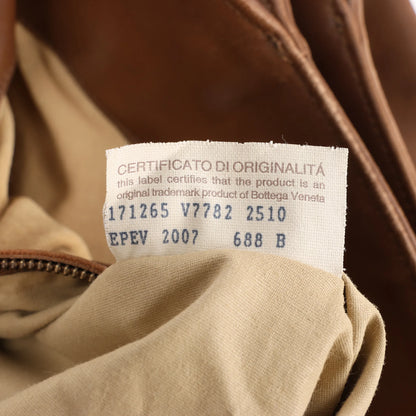 CERTIFICATO DI ORIGINALITÁ
this label certifies that the product is an
original trademark product of Bottega Veneta
171265 V7782 2510
EPEV 2007 688 B